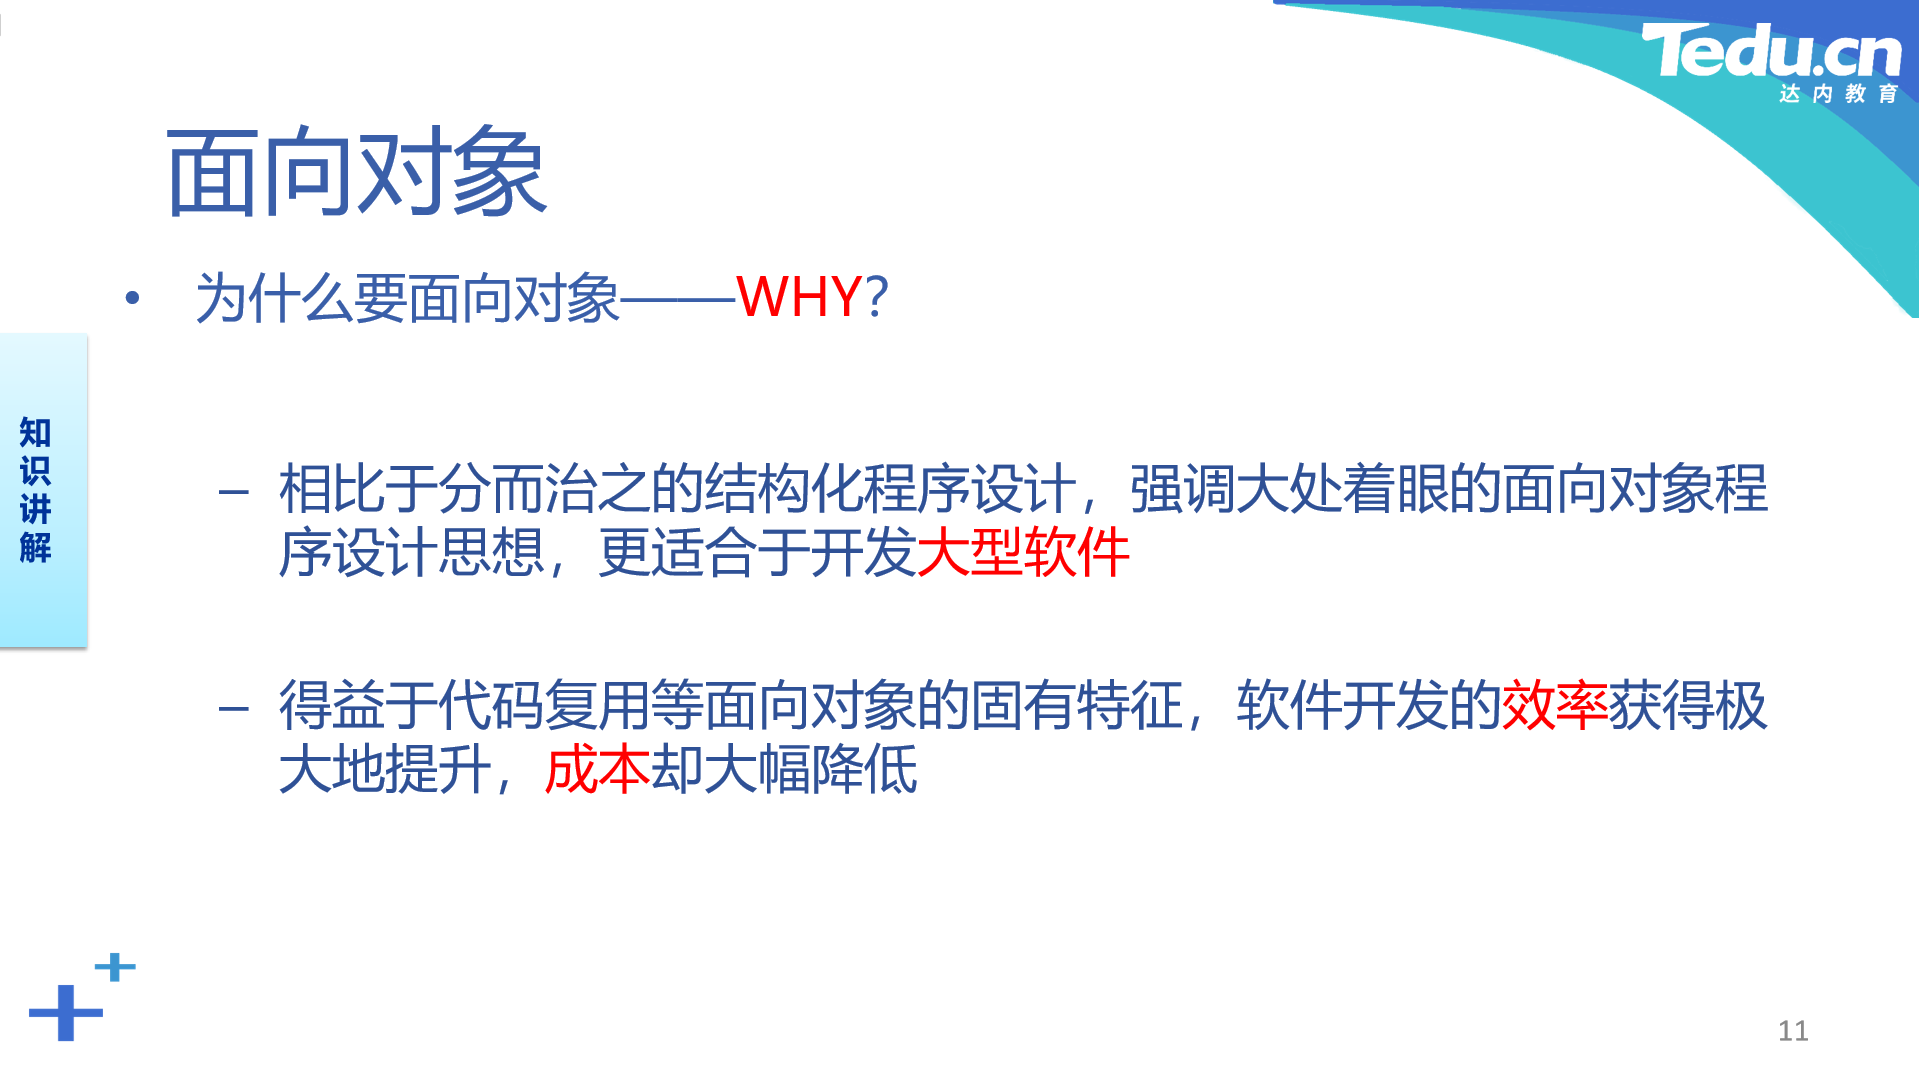 Tedu.cn
达内教育
面向对象
• 为什么要面向对象——WHY？
知
识
讲
解
– 相比于分而治之的结构化程序设计，强调大处着眼的面向对象程
序设计思想，更适合于开发大型软件
– 得益于代码复用等面向对象的固有特征，软件开发的效率获得极
大地提升，成本却大幅降低
11